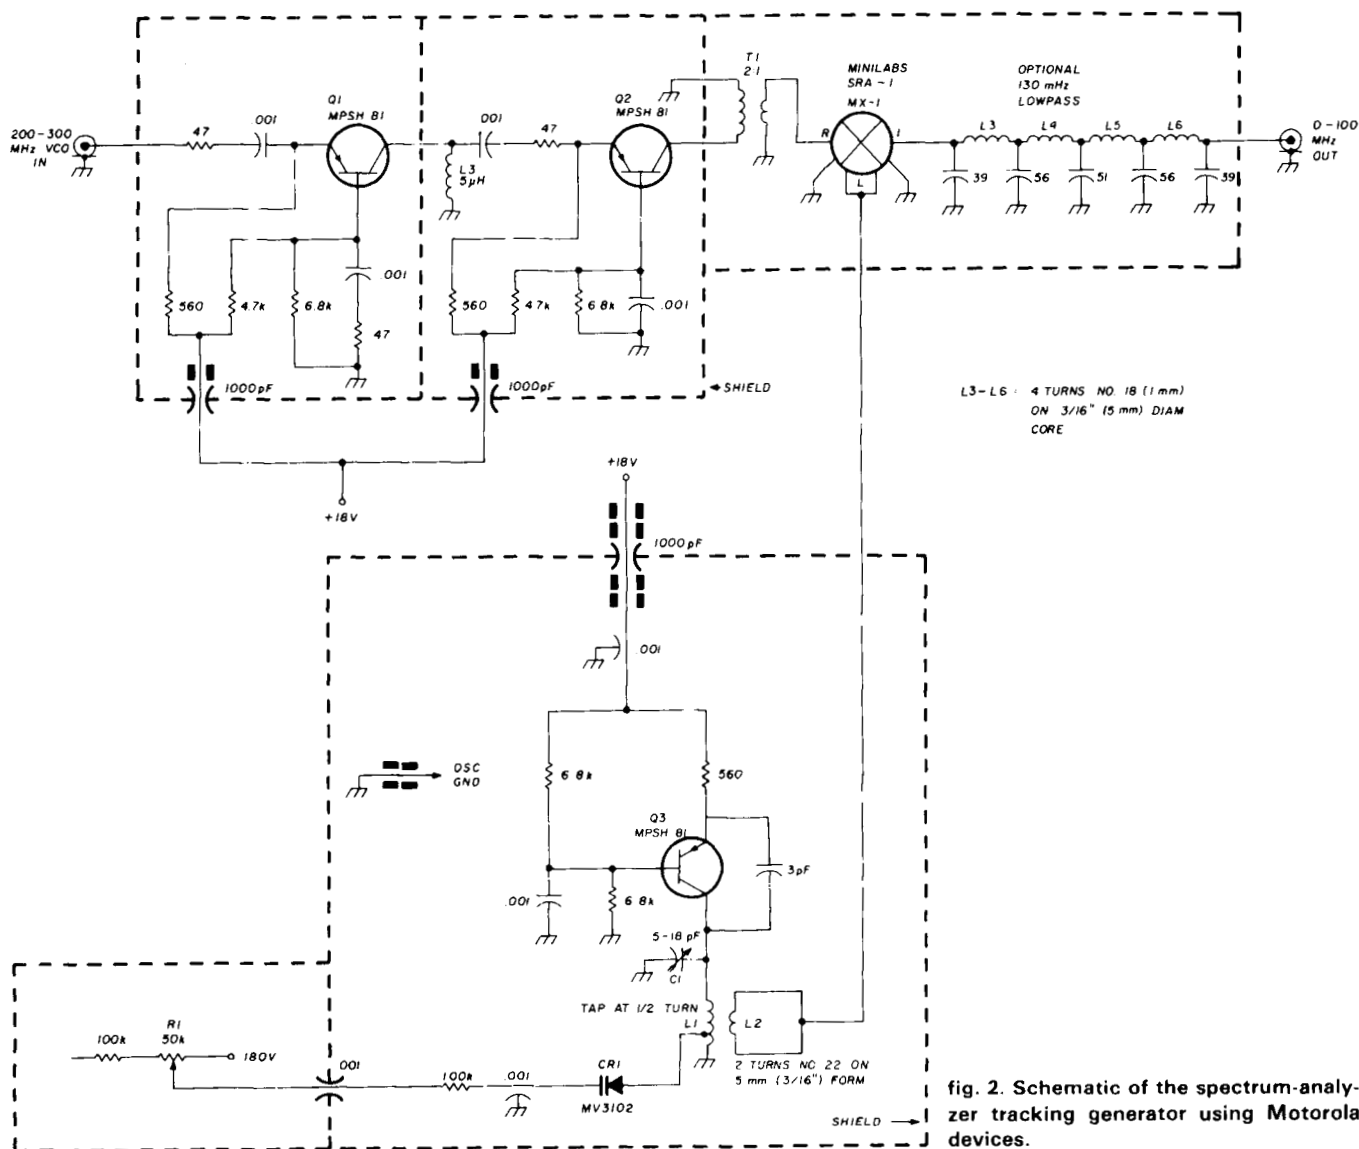 200-300
MHz VCO
IN
47
.001
Q1
MPSH 81
560
4.7k
6.8k
.001
47
1000pF
L3
5µH
.001
47
Q2
MPSH 81
560
4.7k
6.8k
.001
1000pF
←SHIELD
+18V
T1
2:1
MINILABS
SRA-1
MX-1
R
I
L
OPTIONAL
130 mHz
LOWPASS
L3
L4
L5
L6
39
56
51
56
39
0-100
MHz
OUT
L3-L6 : 4 TURNS NO. 18 (1 mm)
ON 3/16" (5 mm) DIAM
CORE
+18V
1000pF
.001
OSC
GND
6.8k
560
Q3
MPSH 81
3pF
.001
6.8k
5-18 pF
C1
TAP AT 1/2 TURN
L1
L2
2 TURNS NO 22 ON
5 mm (3/16") FORM
100k
R1
50k
180V
.001
100k
.001
CR1
MV3102
SHIELD →
fig. 2. Schematic of the spectrum-analy-
zer tracking generator using Motorola
devices.